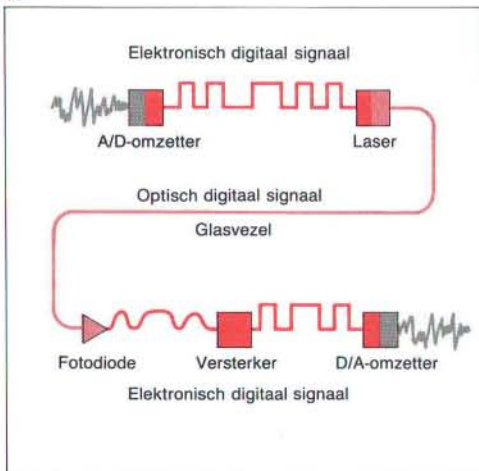 Elektronisch digitaal signaal
A/D-omzetter
Laser
Optisch digitaal signaal
Glasvezel
Fotodiode
Versterker
D/A-omzetter
Elektronisch digitaal signaal